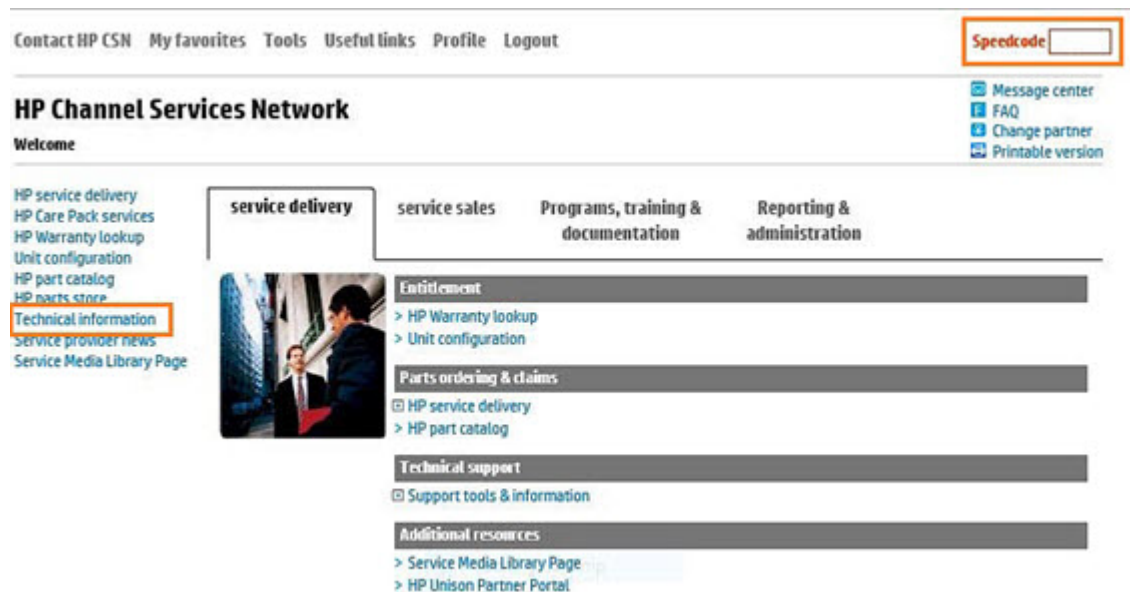 Contact HP CSN My favorites Tools Useful links Profile Logout
Speedcode
HP Channel Services Network
Welcome
Message center
FAQ
Change partner
Printable version
HP service delivery
HP Care Pack services
HP Warranty lookup
Unit configuration
HP part catalog
HP parts store
Technical information
Service provider news
Service Media Library Page
service delivery
service sales
Programs, training &
documentation
Reporting &
administration
Entitlement
> HP Warranty lookup
> Unit configuration
Parts ordering & claims
HP service delivery
> HP part catalog
Technical support
Support tools & information
Additional resources
> Service Media Library Page
> HP Unison Partner Portal